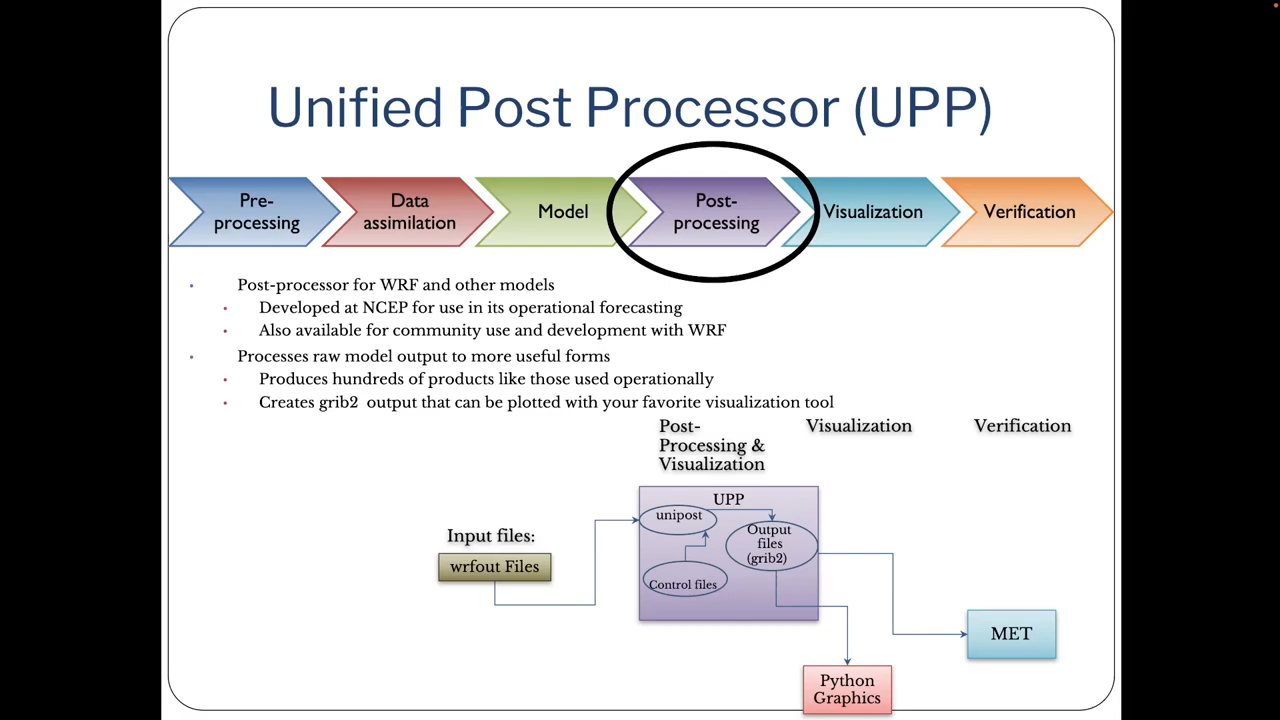 Unified Post Processor (UPP)
Pre-
processing
Data
assimilation
Model
Post-
processing
Visualization
Verification
• Post-processor for WRF and other models
• Developed at NCEP for use in its operational forecasting
• Also available for community use and development with WRF
• Processes raw model output to more useful forms
• Produces hundreds of products like those used operationally
• Creates grib2 output that can be plotted with your favorite visualization tool
Post-
Processing &
Visualization
Visualization
Verification
Input files:
wrfout Files
UPP
unipost
Output
files
(grib2)
Control files
MET
Python
Graphics